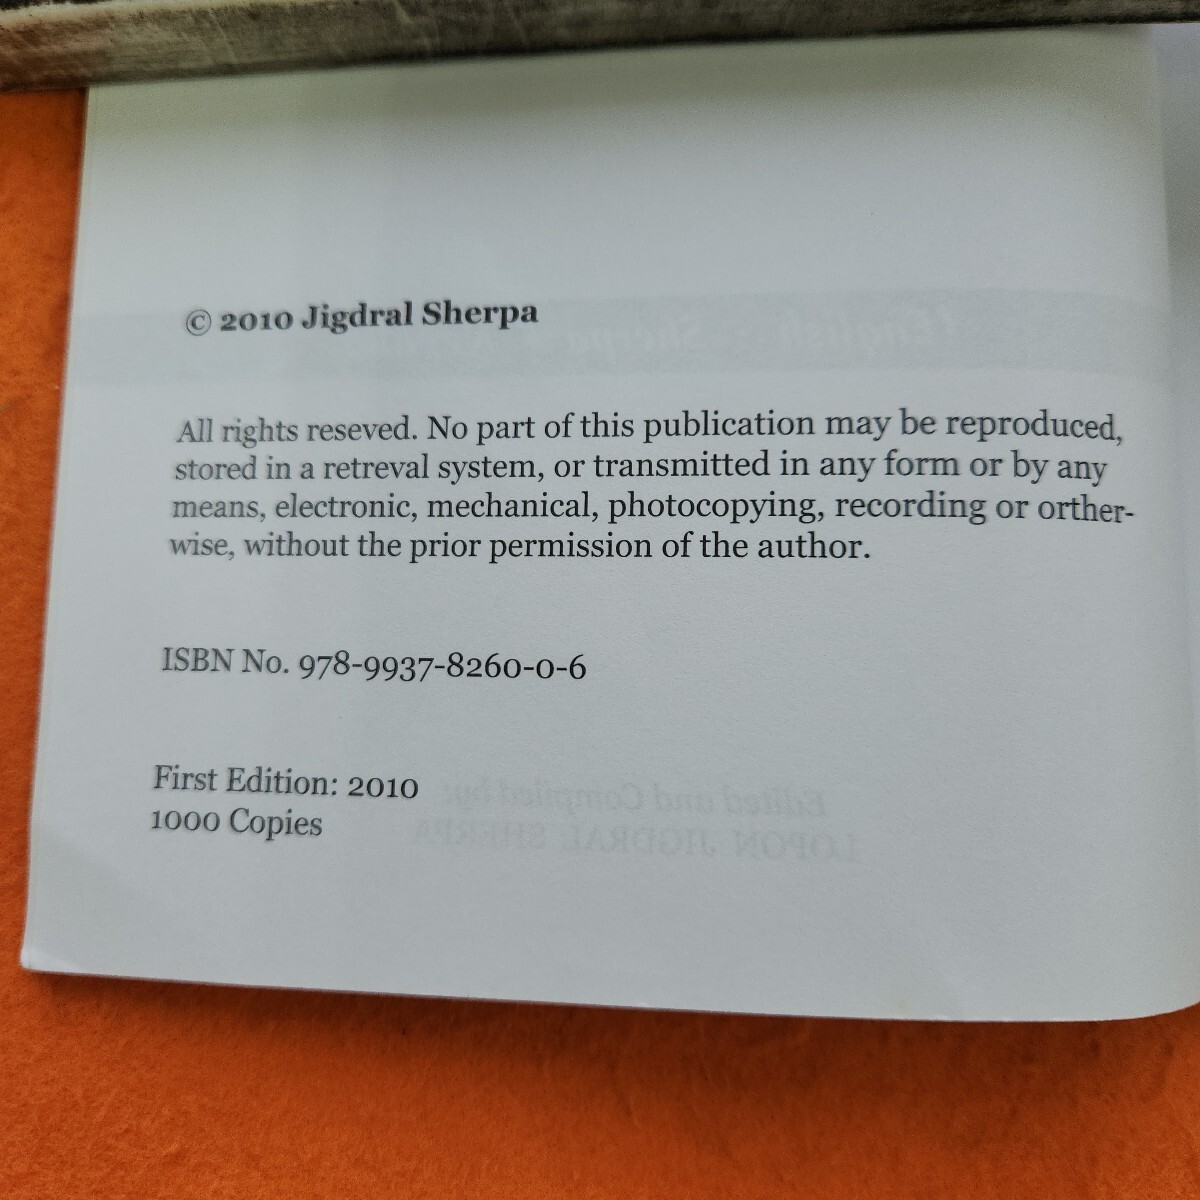 © 2010 Jigdral Sherpa
All rights reseved. No part of this publication may be reproduced,
stored in a retreval system, or transmitted in any form or by any
means, electronic, mechanical, photocopying, recording or orther-
wise, without the prior permission of the author.
ISBN No. 978-9937-8260-0-6
First Edition: 2010
1000 Copies